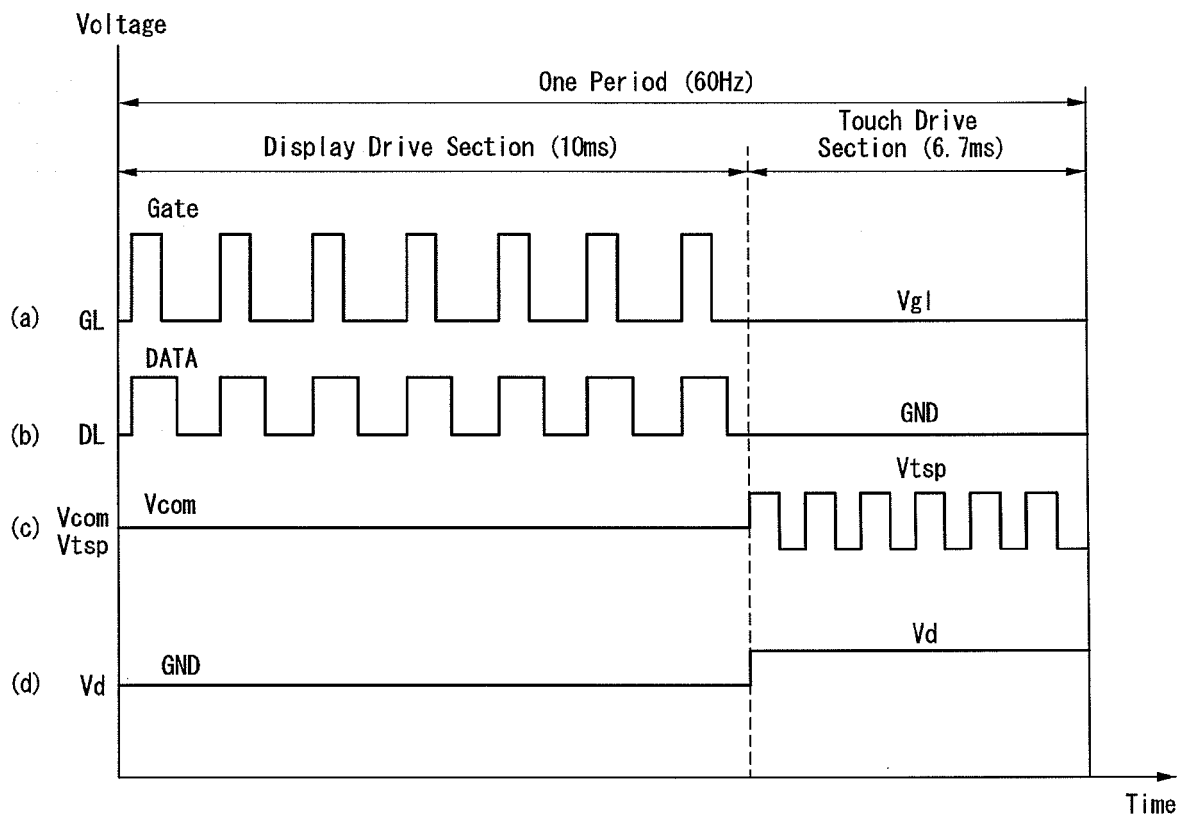 Voltage
One Period (60Hz)
Touch Drive
Display Drive Section (10ms)
Section (6.7ms)
Gate
(a) GL
Vgl
DATA
(b) DL
GND
Vtsp
Vcom
(c) Vcom
Vtsp
Vd
GND
(d) Vd
Time